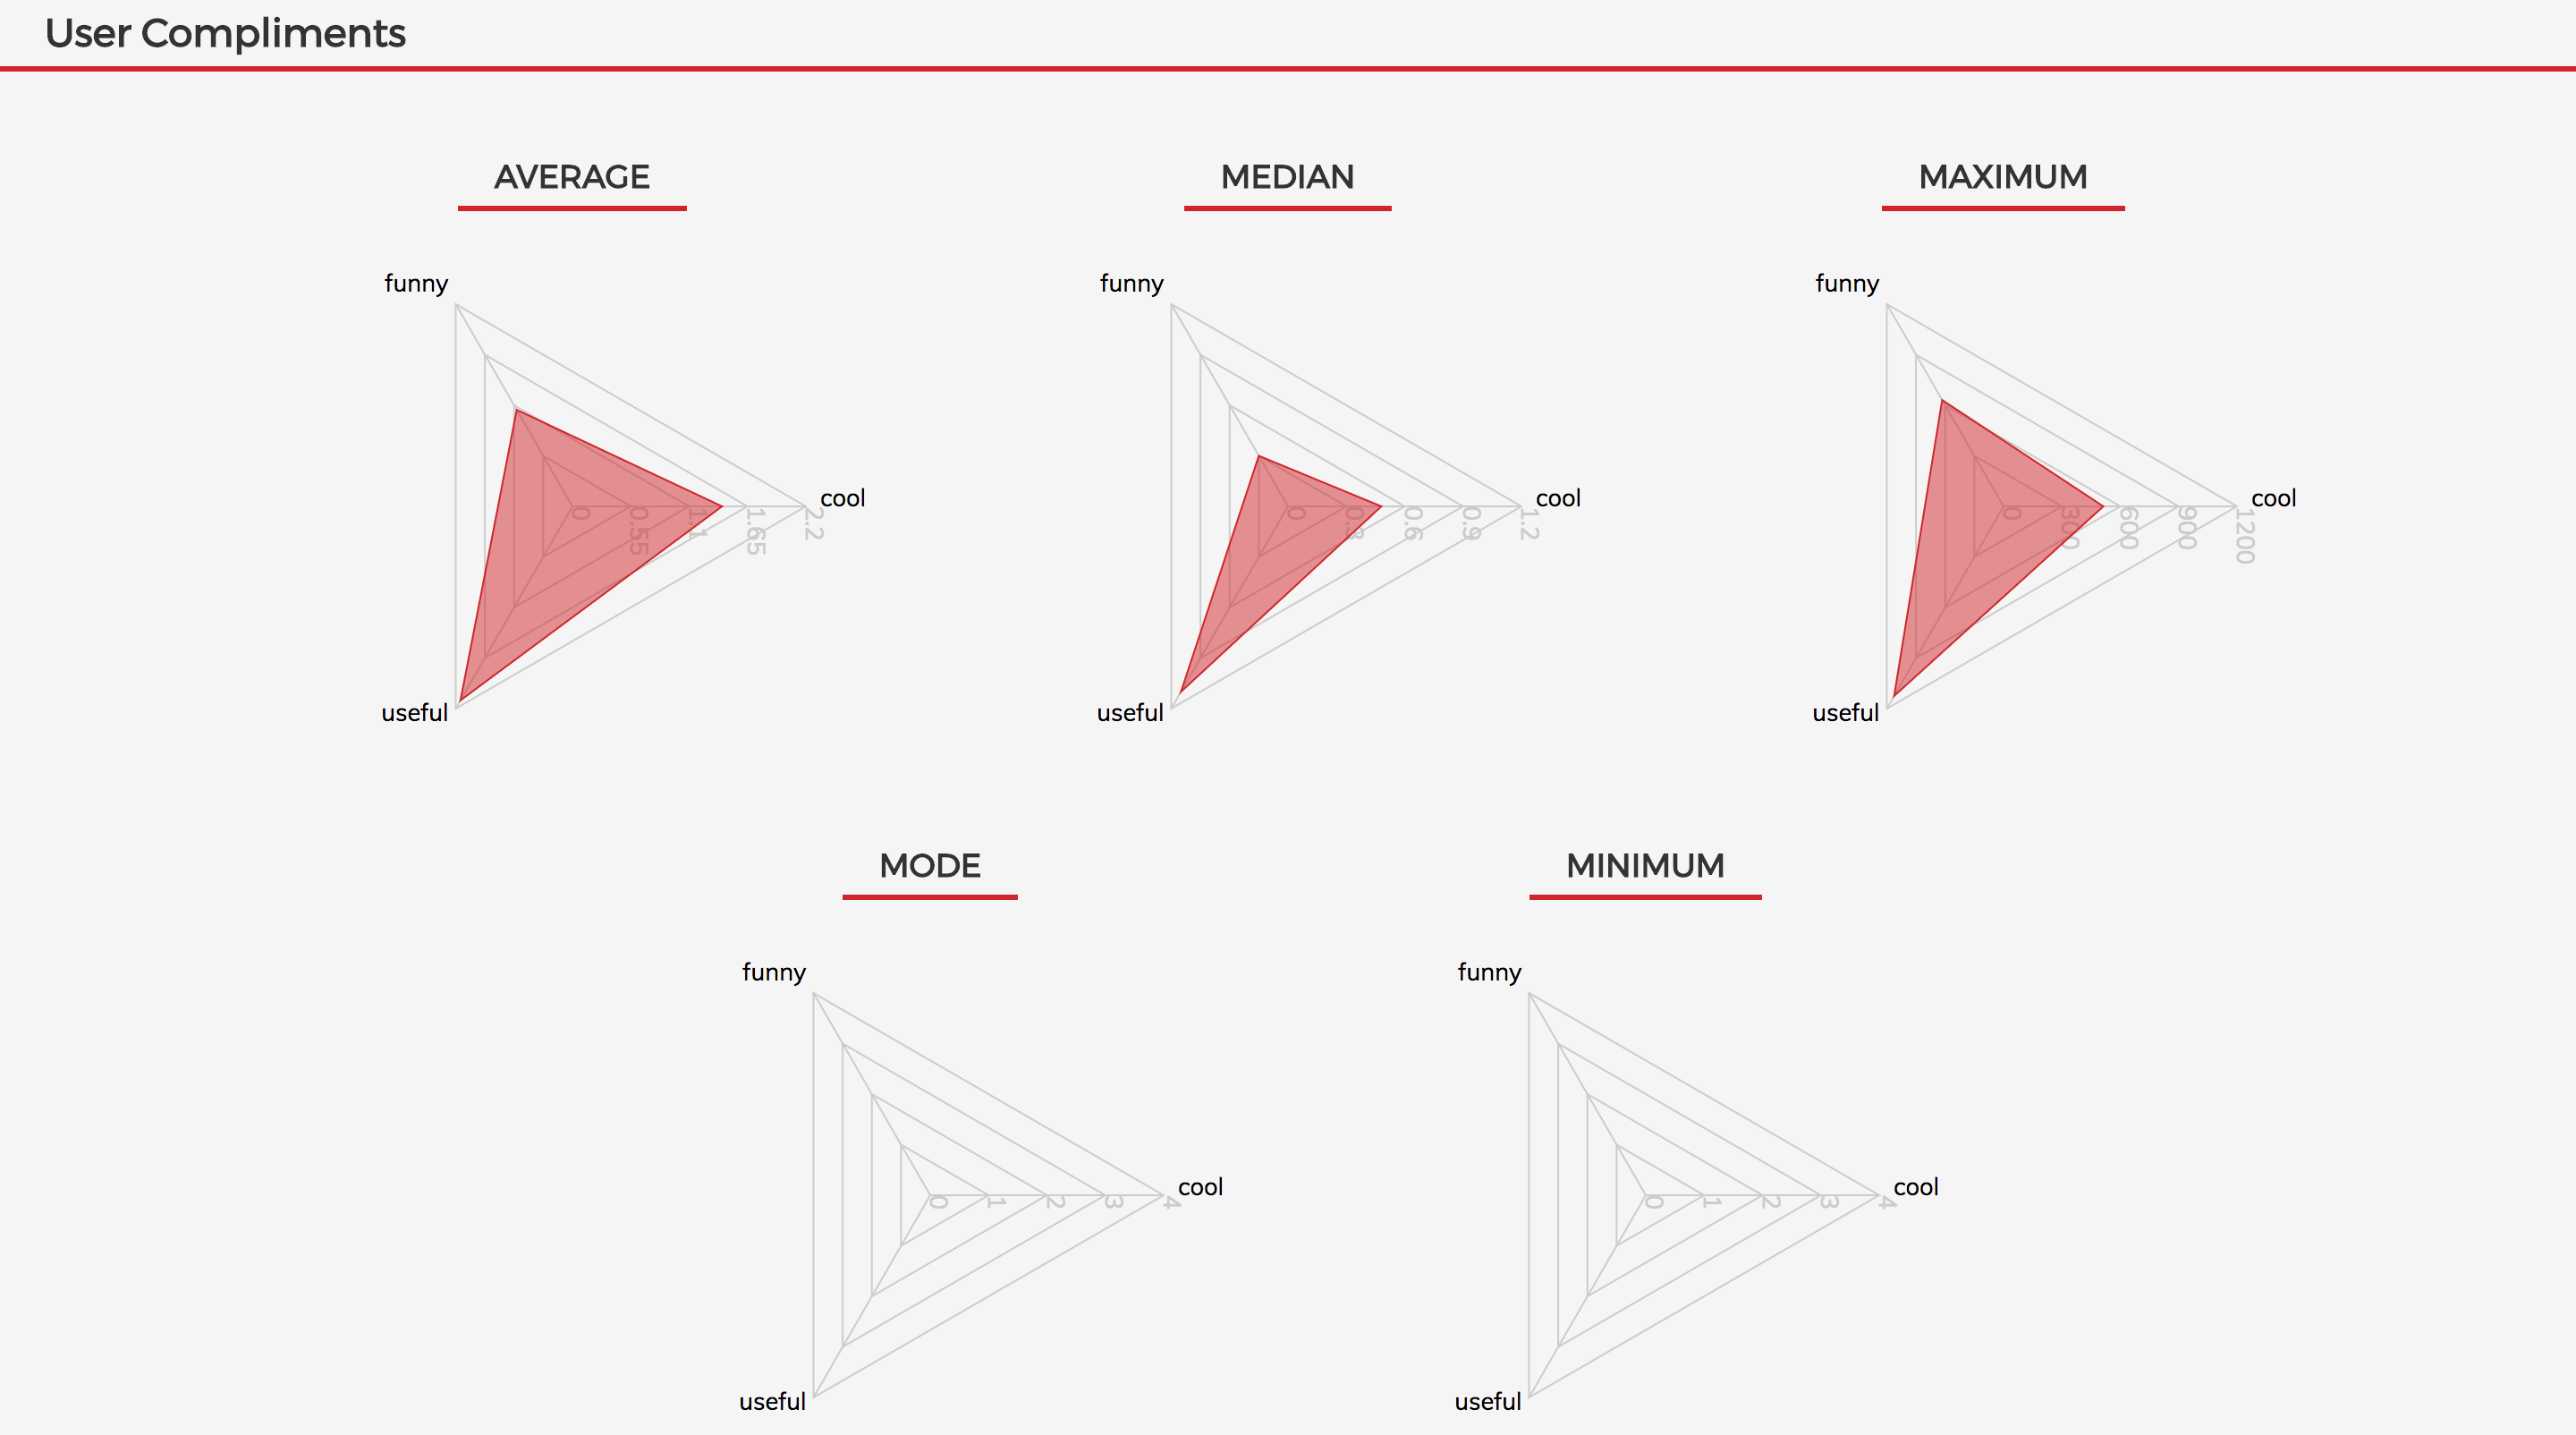 User Compliments
AVERAGE
MEDIAN
MAXIMUM
funny
cool
useful
0
0.55
1.1
1.65
2.2
funny
cool
useful
0
0.3
0.6
0.9
1.2
funny
cool
useful
0
300
600
900
1200
MODE
MINIMUM
funny
cool
useful
0
1
2
3
4
funny
cool
useful
0
1
2
3
4